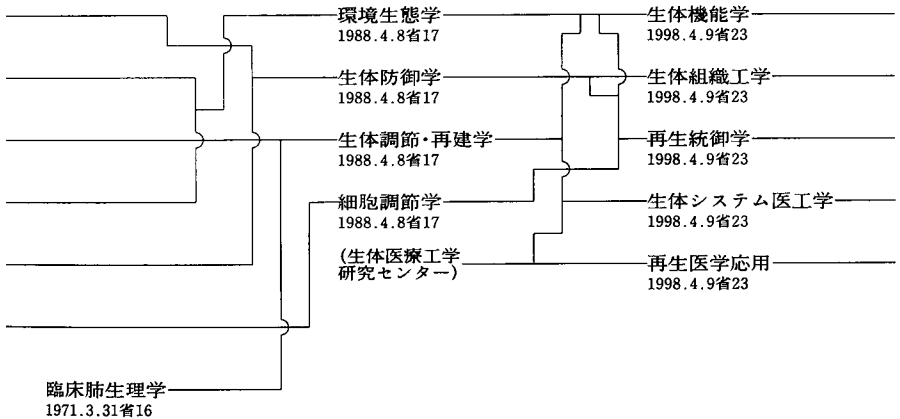 環境生態学
1988.4.8省17
生体防御学
1988.4.8省17
生体調節・再建学
1988.4.8省17
細胞調節学
1988.4.8省17
(生体医療工学
研究センター)
臨床肺生理学
1971.3.31省16
生体機能学
1998.4.9省23
生体組織工学
1998.4.9省23
再生統御学
1998.4.9省23
生体システム医工学
1998.4.9省23
再生医学応用
1998.4.9省23